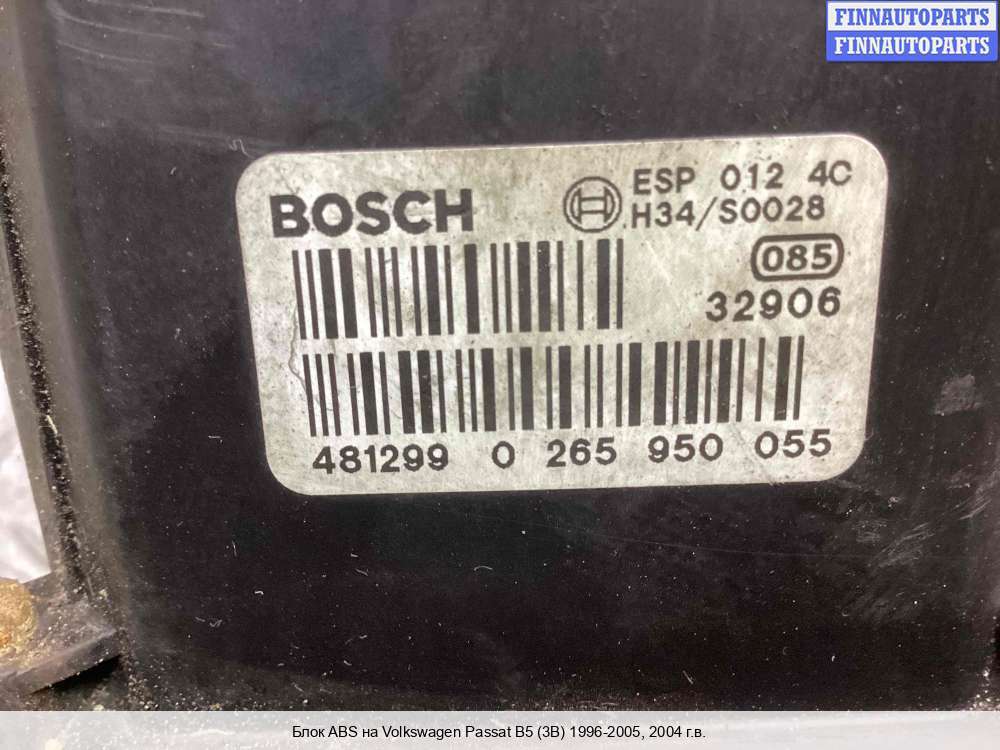 FINNAUTOPARTS
FINNAUTOPARTS
BOSCH
ESP 012 4C
H34/S0028
085
32906
481299 0 265 950 055
Блок ABS на Volkswagen Passat B5 (3B) 1996-2005, 2004 г.в.